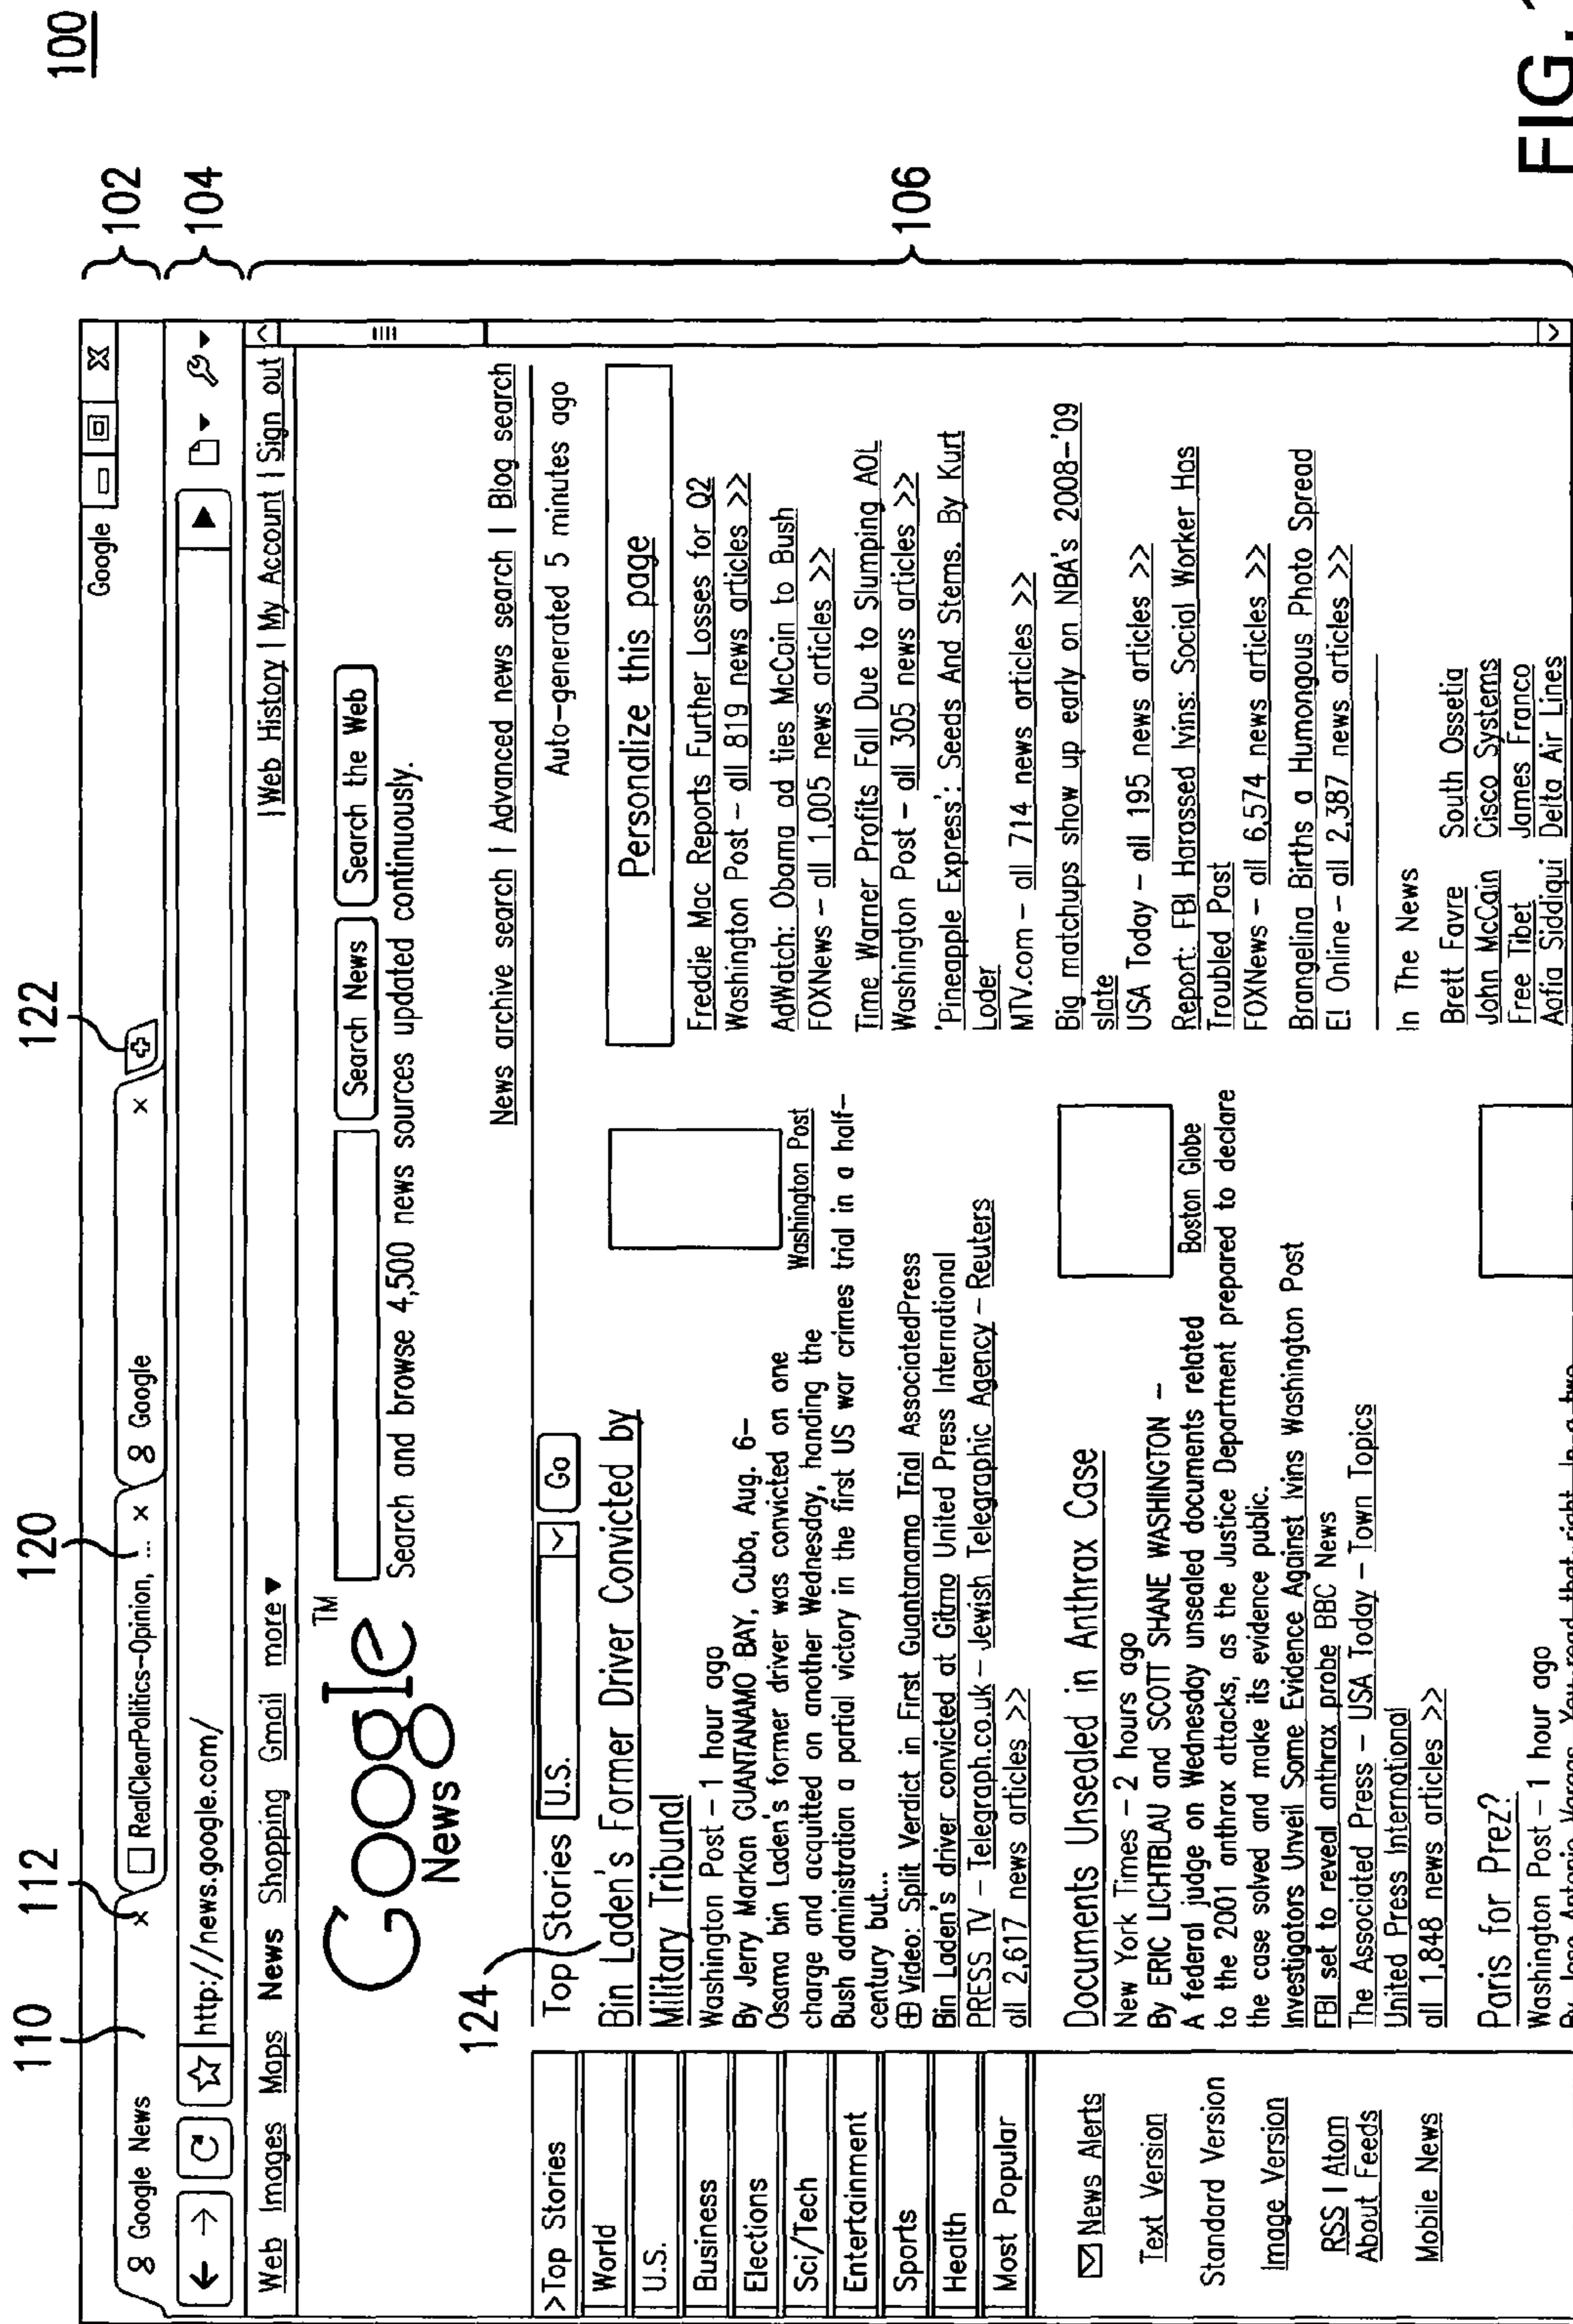 100
110
112
120
122
102
104
106
124
Google
8 Google News
×
RealClearPolitics-Opinion, ... ×
8 Google
×
http://news.google.com/
Web Images Maps News Shopping Gmail more ▼
| Web History | My Account | Sign out
Google™
News
Search News
Search the Web
Search and browse 4,500 news sources updated continuously.
News archive search | Advanced news search | Blog search
>Top Stories
World
U.S.
Business
Elections
Sci/Tech
Entertainment
Sports
Health
Most Popular
News Alerts
Text Version
Standard Version
Image Version
RSS | Atom
About Feeds
Mobile News
Top Stories U.S. Go
Auto-generated 5 minutes ago
Bin Laden's Former Driver Convicted by
Military Tribunal
Washington Post – 1 hour ago
By Jerry Markon GUANTANAMO BAY, Cuba, Aug. 6–
Osama bin Laden's former driver was convicted on one
charge and acquitted on another Wednesday, handing the
Bush administration a partial victory in the first US war crimes trial in a half–
century but...
Video: Split Verdict in First Guantanamo Trial AssociatedPress
Bin Laden's driver convicted at Gitmo United Press International
PRESS TV – Telegraph.co.uk – Jewish Telegraphic Agency – Reuters
all 2,617 news articles >>
Washington Post
Documents Unsealed in Anthrax Case
New York Times – 2 hours ago
By ERIC LICHTBLAU and SCOTT SHANE WASHINGTON –
A federal judge on Wednesday unsealed documents related
to the 2001 anthrax attacks, as the Justice Department prepared to declare
the case solved and make its evidence public.
Investigators Unveil Some Evidence Against Ivins Washington Post
FBI set to reveal anthrax probe BBC News
The Associated Press – USA Today – Town Topics
United Press International
all 1,848 news articles >>
Boston Globe
Paris for Prez?
Washington Post – 1 hour ago
By Jose Antonio Vargas You read that right. In a two
Personalize this page
Freddie Mac Reports Further Losses for Q2
Washington Post – all 819 news articles >>
AdWatch: Obama ad ties McCain to Bush
FOXNews – all 1,005 news articles >>
Time Warner Profits Fall Due to Slumping AOL
Washington Post – all 305 news articles >>
'Pineapple Express': Seeds And Stems. By Kurt
Loder
MTV.com – all 714 news articles >>
Big matchups show up early on NBA's 2008–'09
slate
USA Today – all 195 news articles >>
Report: FBI Harassed Ivins: Social Worker Has
Troubled Past
FOXNews – all 6,574 news articles >>
Brangelina Births a Humongous Photo Spread
E! Online – all 2,387 news articles >>
In The News
Brett Favre South Ossetia
John McCain Cisco Systems
Free Tibet James Franco
Aafia Siddiqui Delta Air Lines
FIG.